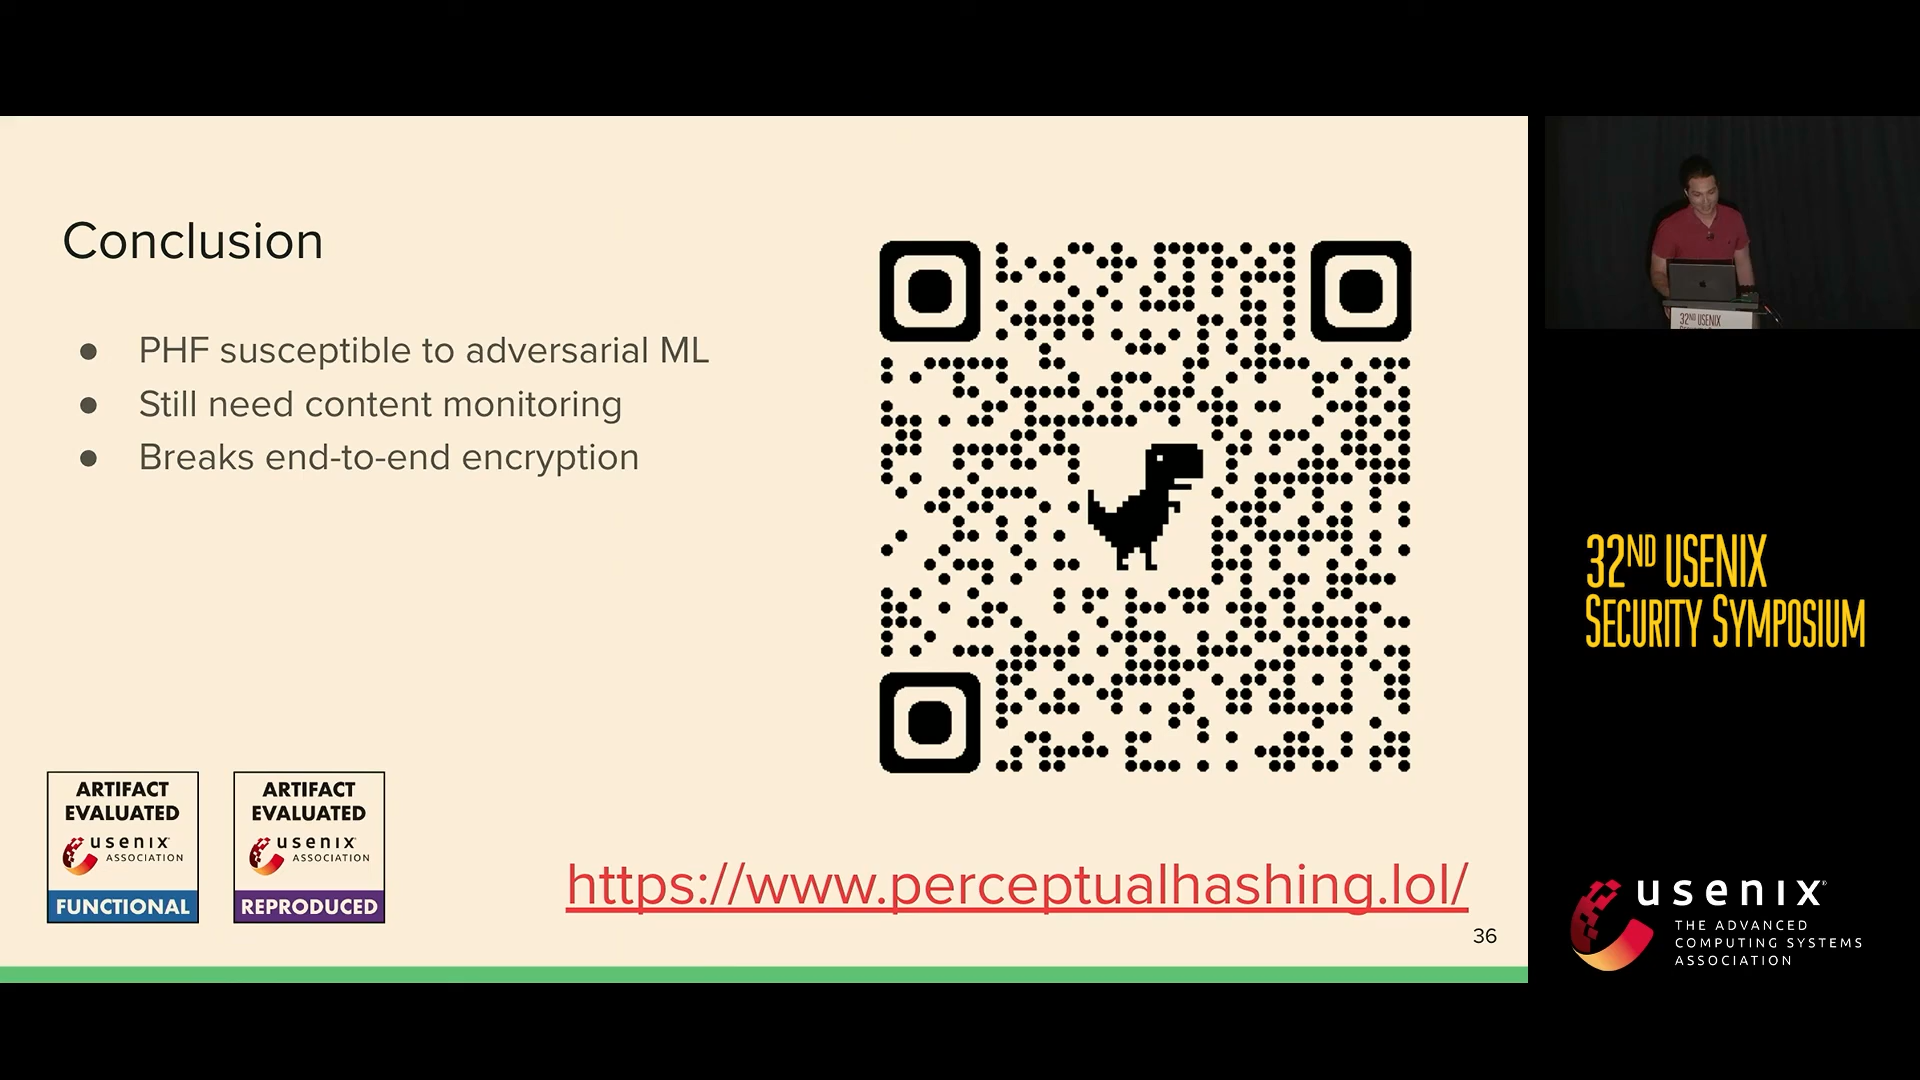 Conclusion
● PHF susceptible to adversarial ML
● Still need content monitoring
● Breaks end-to-end encryption
ARTIFACT
EVALUATED
usenix
ASSOCIATION
FUNCTIONAL
ARTIFACT
EVALUATED
usenix
ASSOCIATION
REPRODUCED
https://www.perceptualhashing.lol/
36
32ND USENIX
32ND USENIX
SECURITY SYMPOSIUM
usenix
THE ADVANCED
COMPUTING SYSTEMS
ASSOCIATION